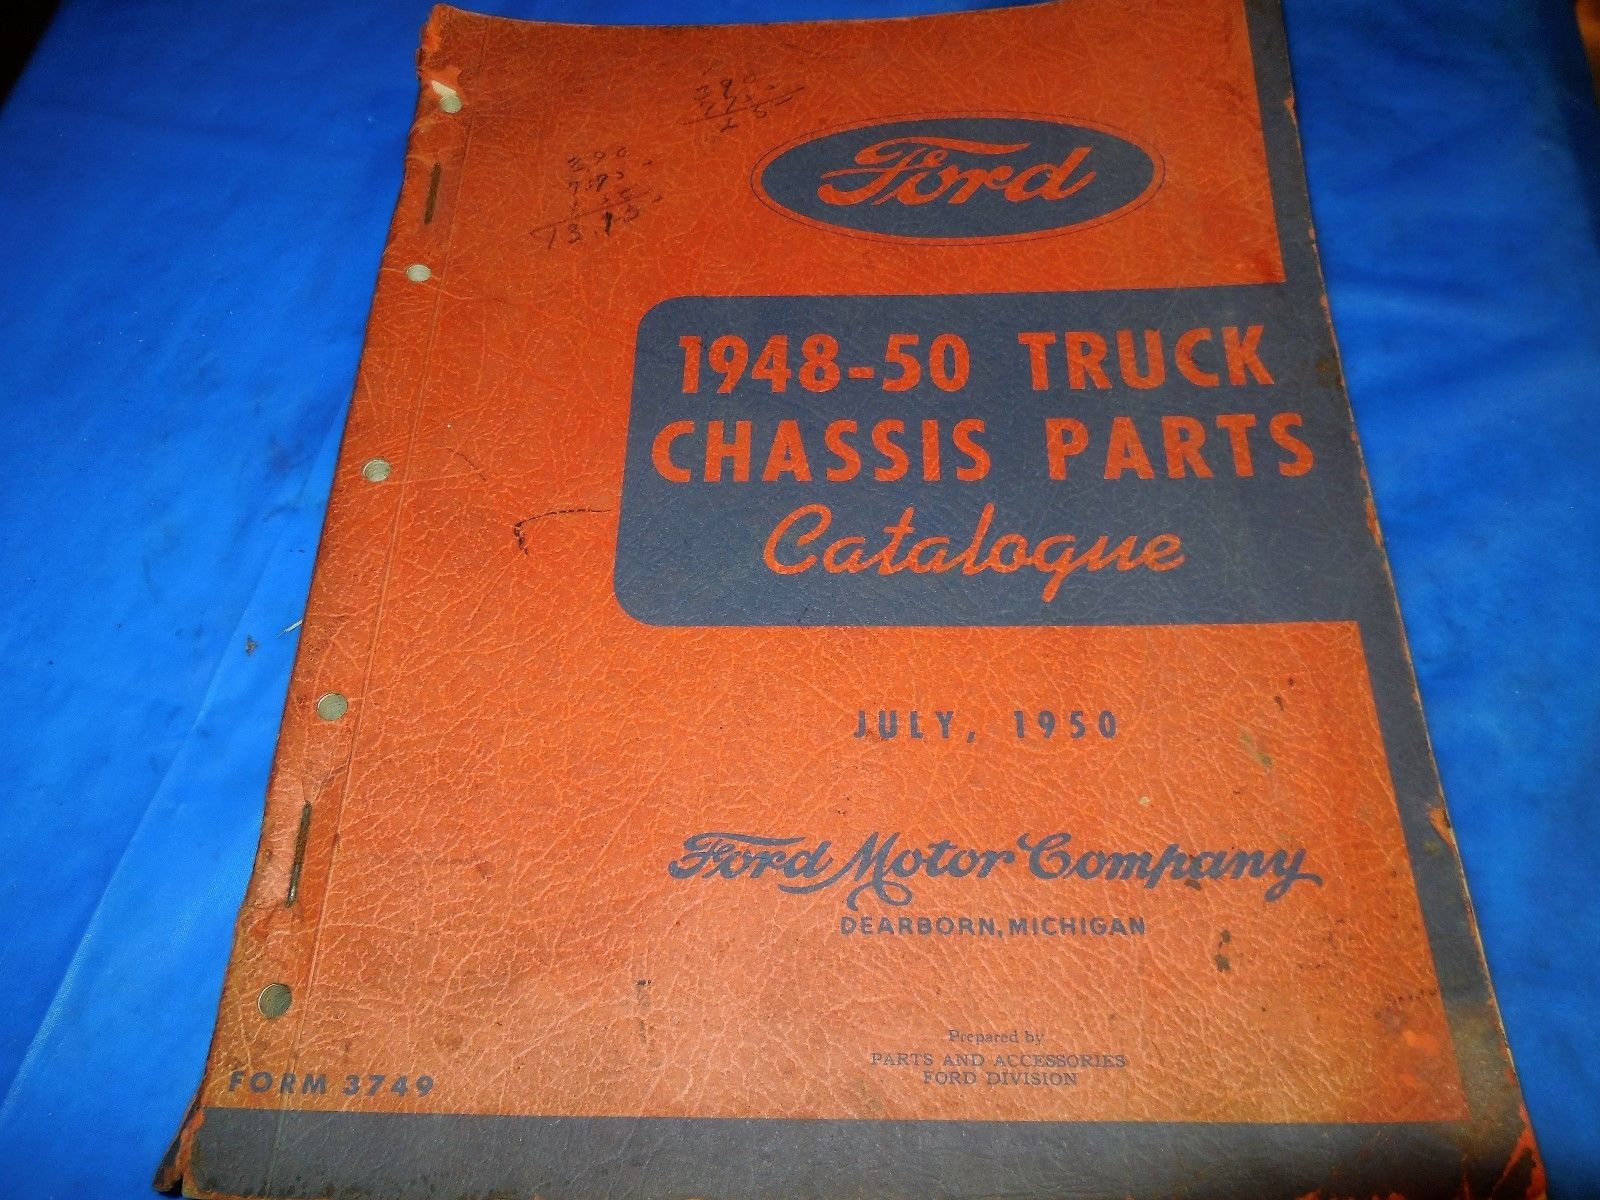 Ford
1948-50 TRUCK
CHASSIS PARTS
Catalogue
JULY, 1950
Ford Motor Company
DEARBORN, MICHIGAN
Prepared by
PARTS AND ACCESSORIES
FORD DIVISION
FORM 3749